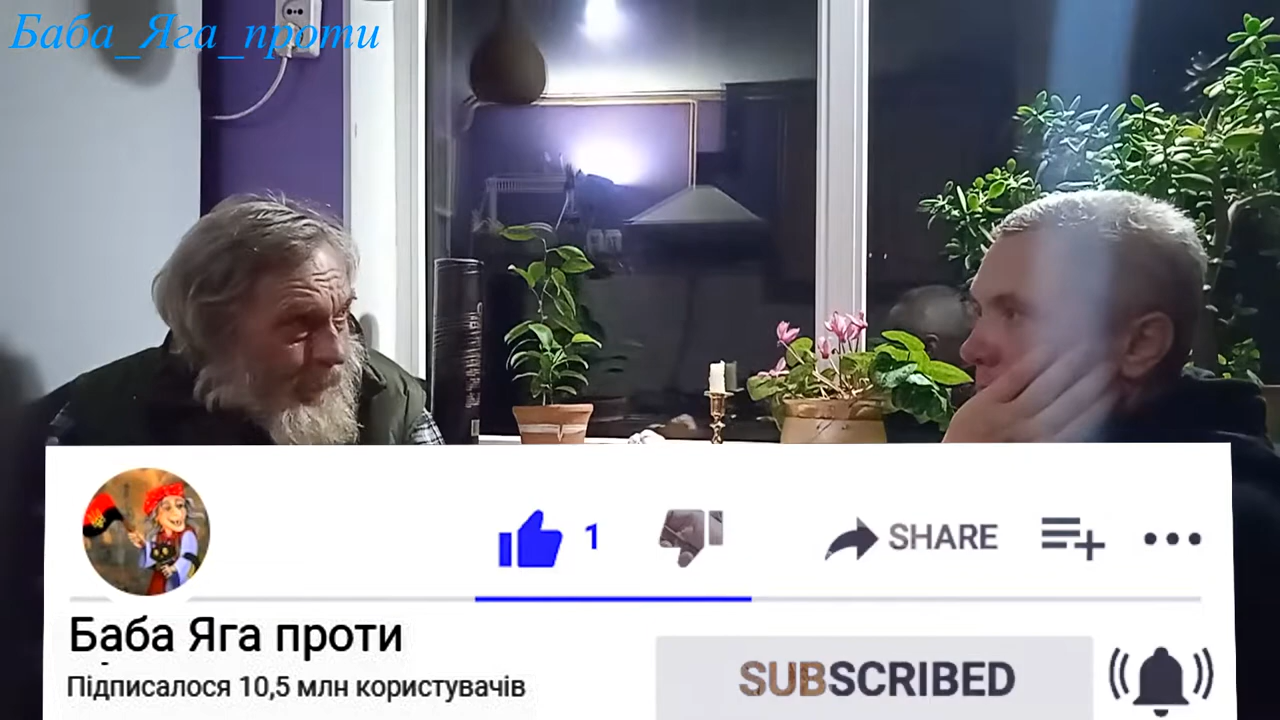 Баба_Яга_проти
1
SHARE
Баба Яга проти
Підписалося 10,5 млн користувачів
SUBSCRIBED